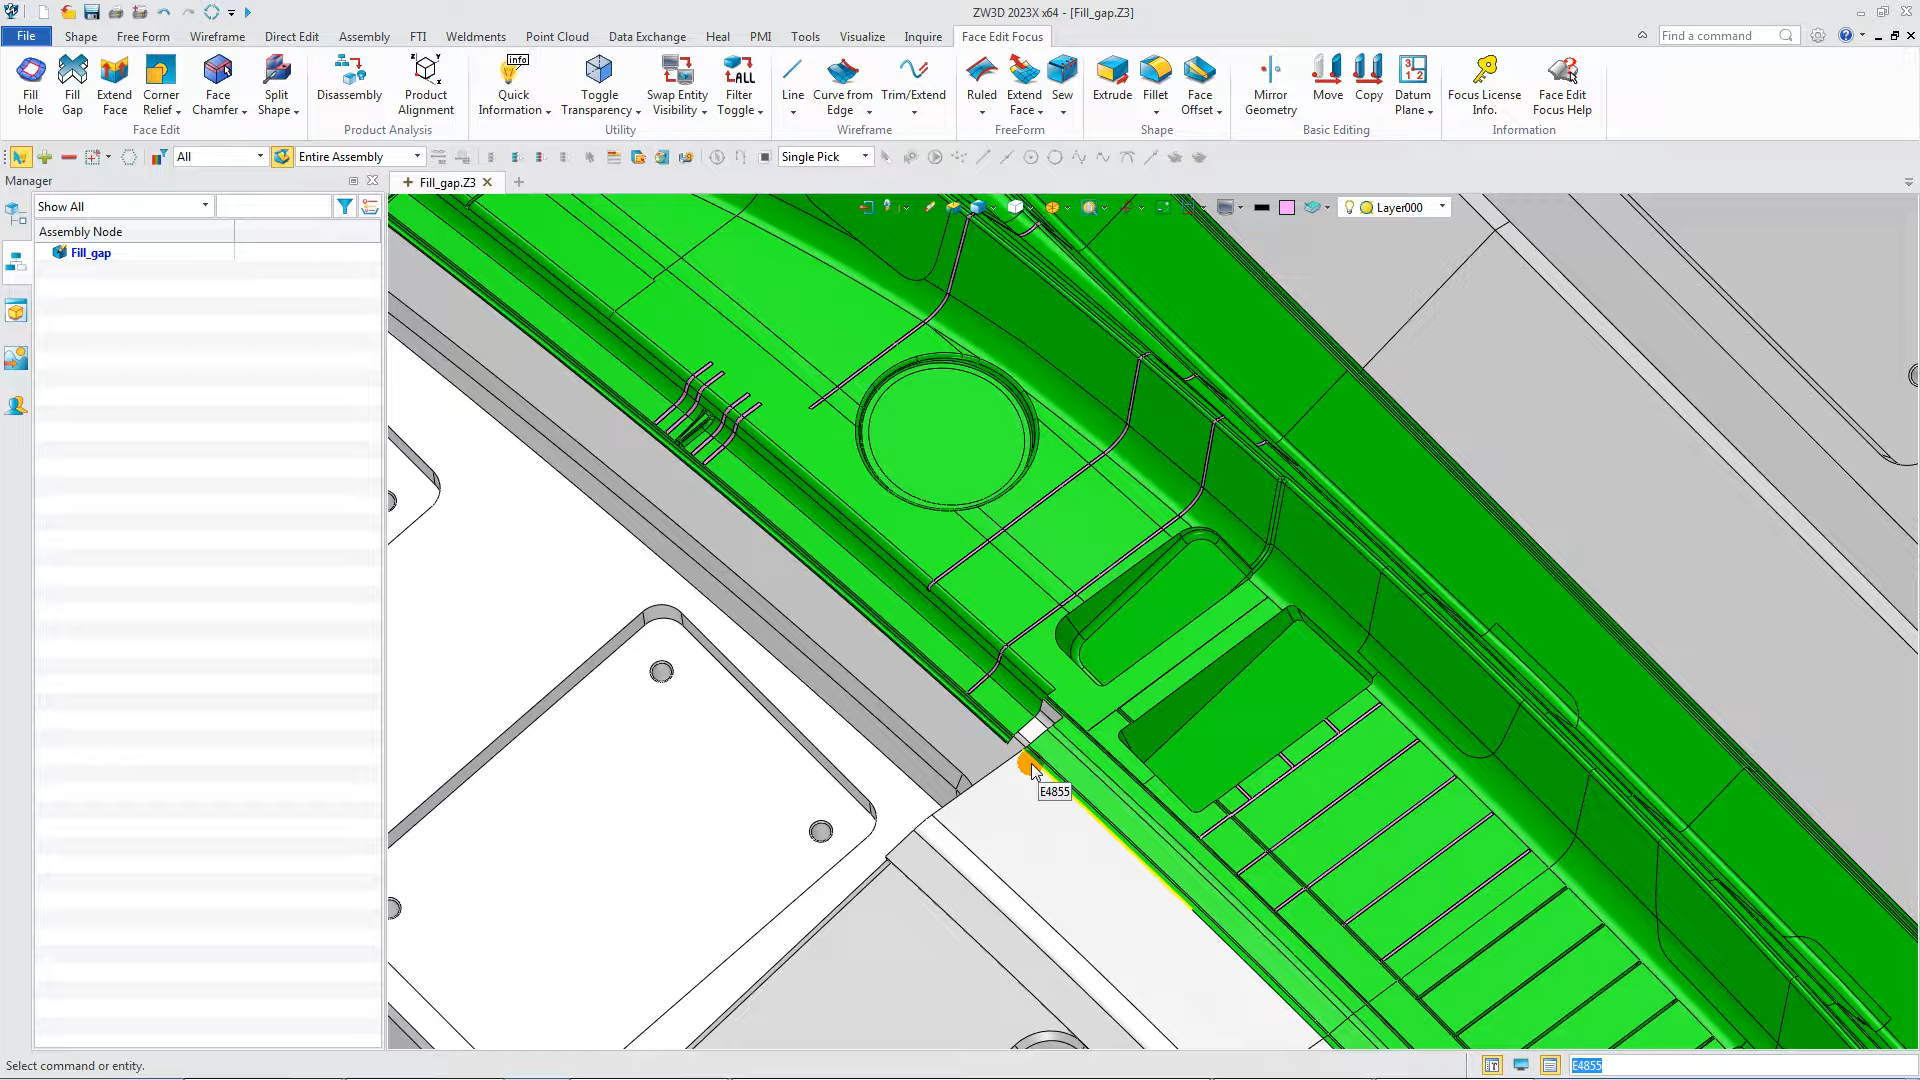 ZW3D 2023X x64 - [Fill_gap.Z3]
File Shape Free Form Wireframe Direct Edit Assembly FTI Weldments Point Cloud Data Exchange Heal PMI Tools Visualize Inquire Face Edit Focus Find a command
info ALL
Fill Fill Extend Corner Face Split Disassembly Product Quick Toggle Swap Entity Filter Line Curve from Trim/Extend Ruled Extend Sew Extrude Fillet Face Mirror Move Copy Datum Focus License Face Edit
Hole Gap Face Relief Chamfer Shape Alignment Information Transparency Visibility Toggle Edge Face Offset Geometry Plane Info. Focus Help
Face Edit Product Analysis Utility Wireframe FreeForm Shape Basic Editing Information
All Entire Assembly Single Pick
Manager Fill_gap.Z3
Show All Layer000
Assembly Node
Fill_gap
E4855
Select command or entity. E4855